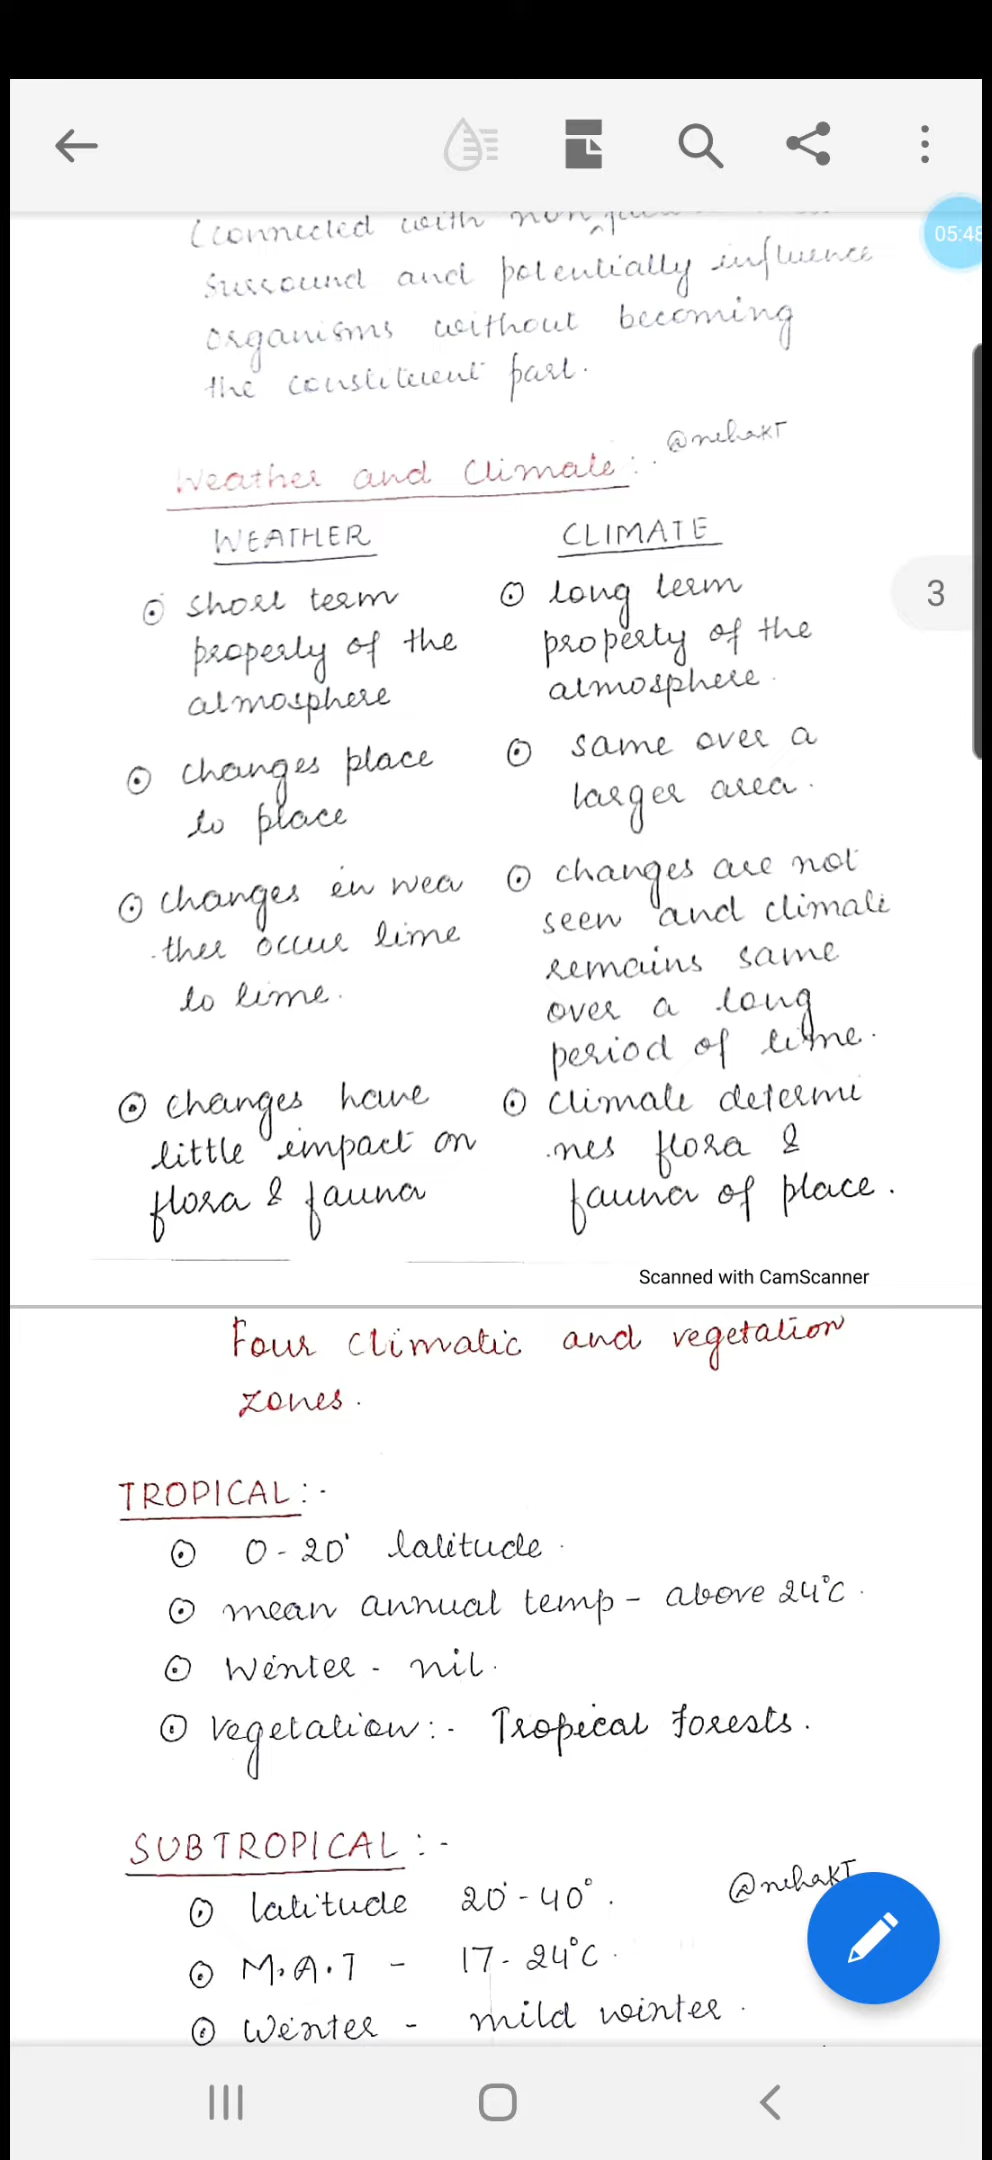 05:48
(connected with non
surround and potentially influence
organisms without becoming
the constituent part.
@nehakT
Weather and Climate:-
WEATHER
CLIMATE
short term
property of the
atmosphere
long term
property of the
atmosphere.
changes place
to place
same over a
larger area.
changes in wea
-ther occur time
to time.
changes are not
seen and climate
remains same
over a long
period of time.
changes have
little impact on
flora & fauna
climate determi
-nes flora &
fauna of place.
3
Scanned with CamScanner
Four climatic and vegetation
zones.
TROPICAL:-
0-20° latitude.
mean annual temp - above 24°C.
Winter - nil.
Vegetation:- Tropical forests.
SUBTROPICAL:-
latitude 20°-40°.
@nehakT
M.A.T - 17-24°C.
Winter - mild winter.